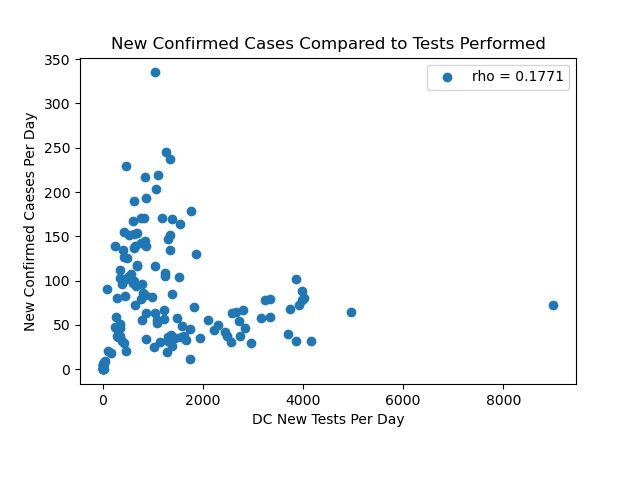 New Confirmed Cases Compared to Tests Performed
rho = 0.1771
New Confirmed Caeses Per Day
350
300
250
200
150
100
50
0
0 2000 4000 6000 8000
DC New Tests Per Day